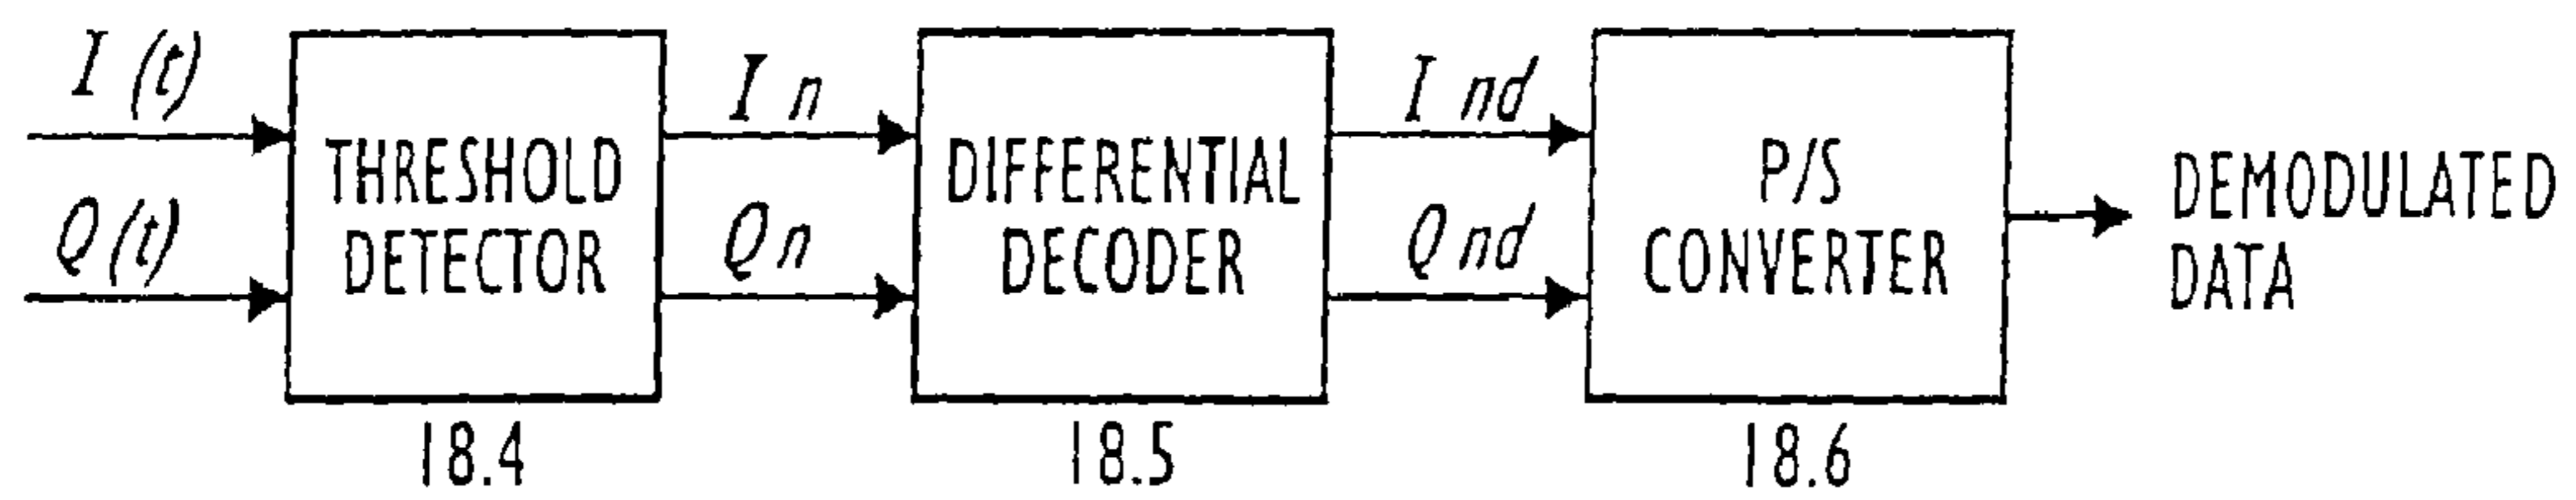 I (t)
Q (t)
THRESHOLD
DETECTOR
18.4
I n
Q n
DIFFERENTIAL
DECODER
18.5
I nd
Q nd
P/S
CONVERTER
18.6
DEMODULATED
DATA